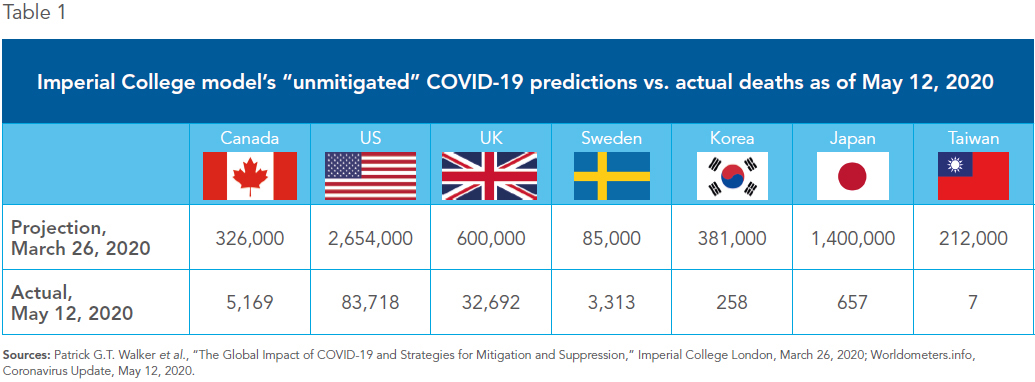 Table 1
Imperial College model’s “unmitigated” COVID-19 predictions vs. actual deaths as of May 12, 2020
Canada US UK Sweden Korea Japan Taiwan
Projection,
March 26, 2020 326,000 2,654,000 600,000 85,000 381,000 1,400,000 212,000
Actual,
May 12, 2020 5,169 83,718 32,692 3,313 258 657 7
Sources: Patrick G.T. Walker et al., “The Global Impact of COVID-19 and Strategies for Mitigation and Suppression,” Imperial College London, March 26, 2020; Worldometers.info,
Coronavirus Update, May 12, 2020.